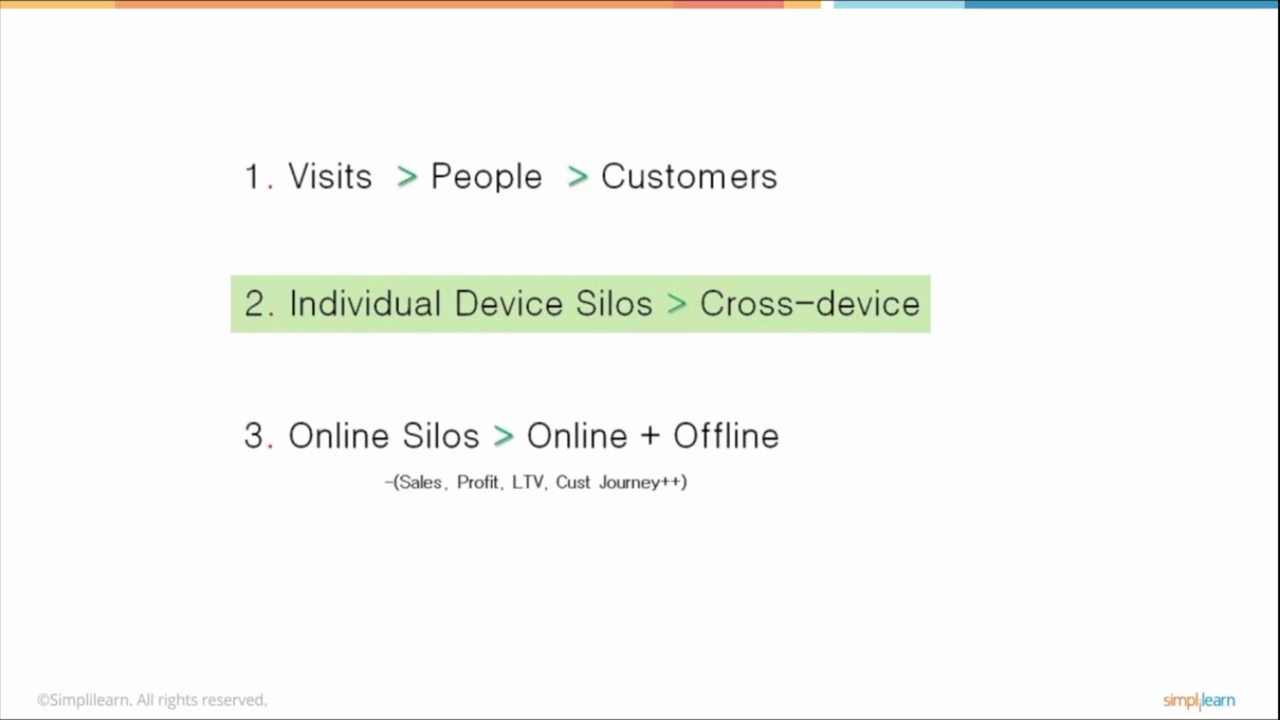 1. Visits > People > Customers
2. Individual Device Silos > Cross-device
3. Online Silos > Online + Offline
-(Sales, Profit, LTV, Cust Journey++)
©Simplilearn. All rights reserved.
simplilearn